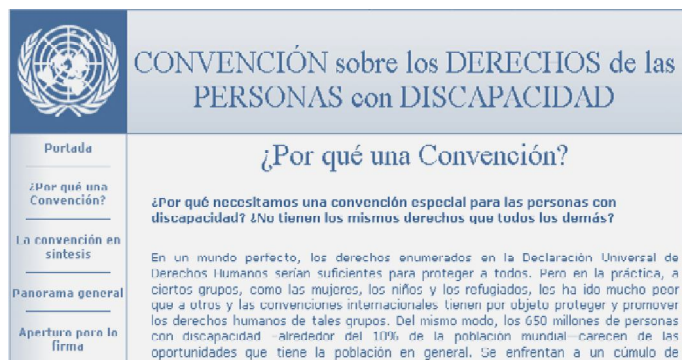 CONVENCIÓN sobre los DERECHOS de las
PERSONAS con DISCAPACIDAD
Portada
¿Por qué una
Convención?
La convención en
síntesis
Panorama general
Apertura para la
firma
¿Por qué una Convención?
¿Por qué necesitamos una convención especial para las personas con
discapacidad? ¿No tienen los mismos derechos que todos los demás?
En un mundo perfecto, los derechos enumerados en la Declaración Universal de
Derechos Humanos serían suficientes para proteger a todos. Pero en la práctica, a
ciertos grupos, como las mujeres, los niños y los refugiados, les ha ido mucho peor
que a otros y las convenciones internacionales tienen por objeto proteger y promover
los derechos humanos de tales grupos. Del mismo modo, los 650 millones de personas
con discapacidad —alrededor del 10% de la población mundial—carecen de las
oportunidades que tiene la población en general. Se enfrentan a un cúmulo de